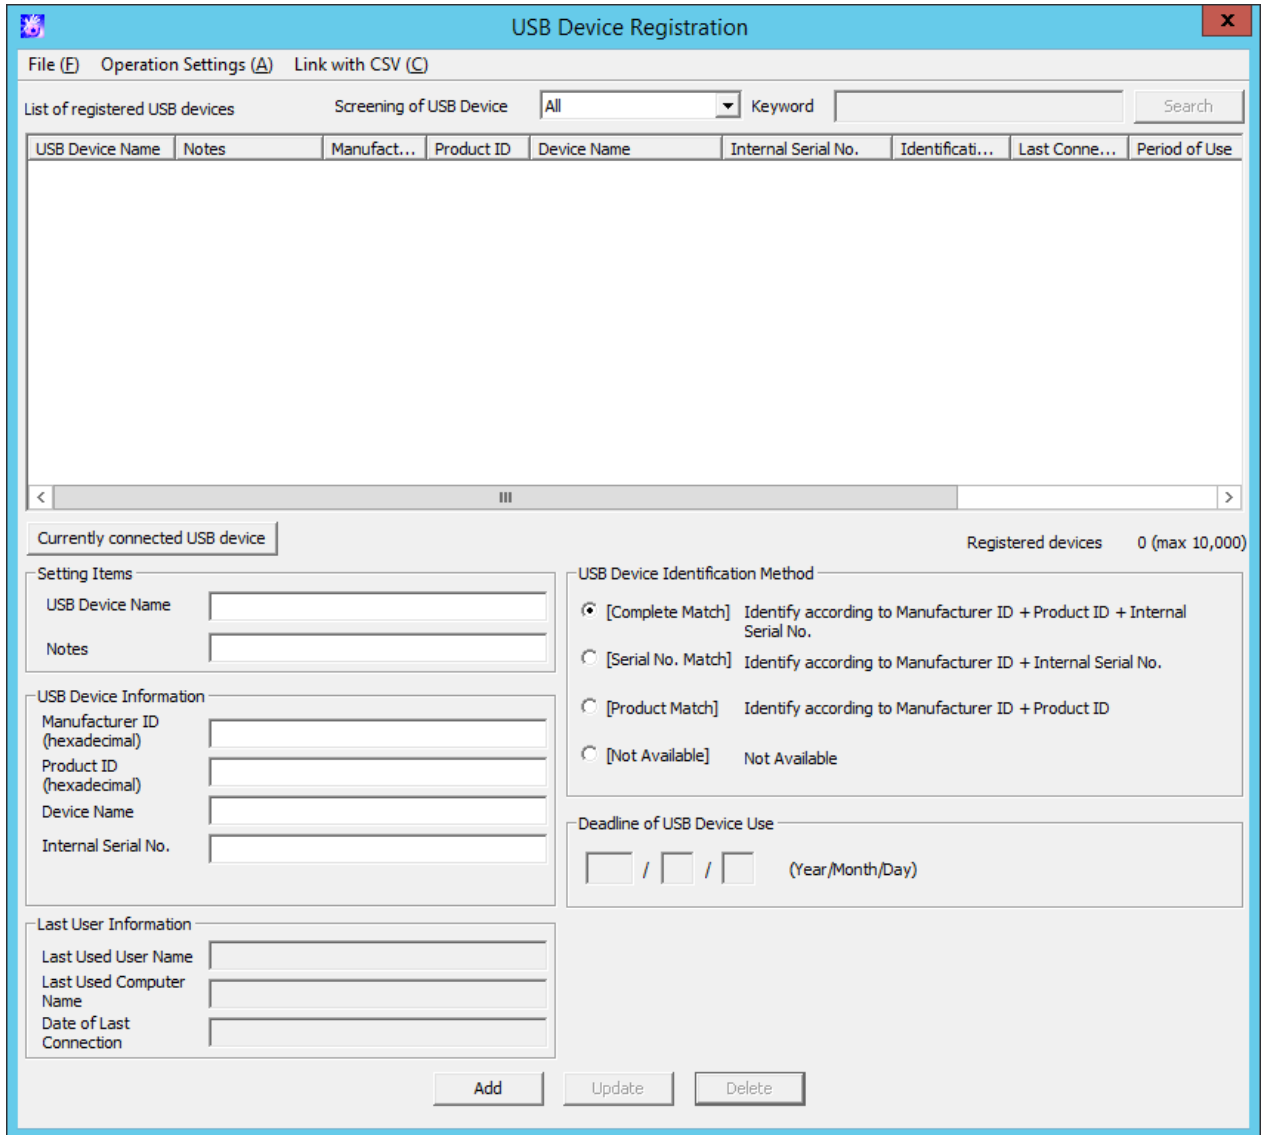 USB Device Registration
x
File (F) Operation Settings (A) Link with CSV (C)
List of registered USB devices Screening of USB Device All Keyword Search
USB Device Name Notes Manufact... Product ID Device Name Internal Serial No. Identificati... Last Conne... Period of Use
Currently connected USB device
Registered devices 0 (max 10,000)
Setting Items
USB Device Name
Notes
USB Device Information
Manufacturer ID
(hexadecimal)
Product ID
(hexadecimal)
Device Name
Internal Serial No.
Last User Information
Last Used User Name
Last Used Computer
Name
Date of Last
Connection
USB Device Identification Method
[Complete Match] Identify according to Manufacturer ID + Product ID + Internal
Serial No.
[Serial No. Match] Identify according to Manufacturer ID + Internal Serial No.
[Product Match] Identify according to Manufacturer ID + Product ID
[Not Available] Not Available
Deadline of USB Device Use
/ / (Year/Month/Day)
Add Update Delete